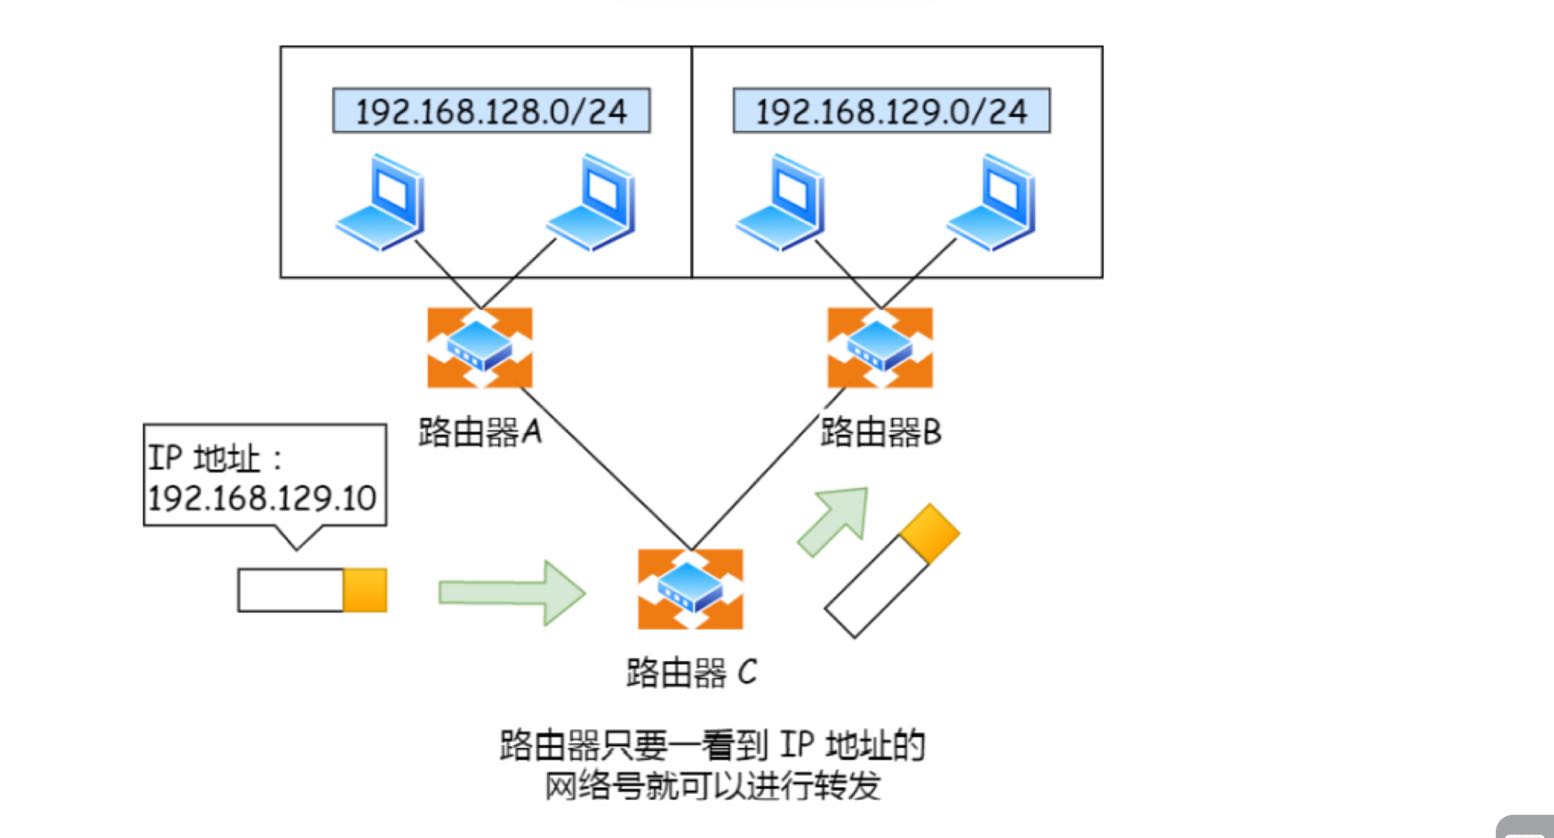 192.168.128.0/24
192.168.129.0/24
路由器A
路由器B
IP 地址：
192.168.129.10
路由器 C
路由器只要一看到 IP 地址的
网络号就可以进行转发